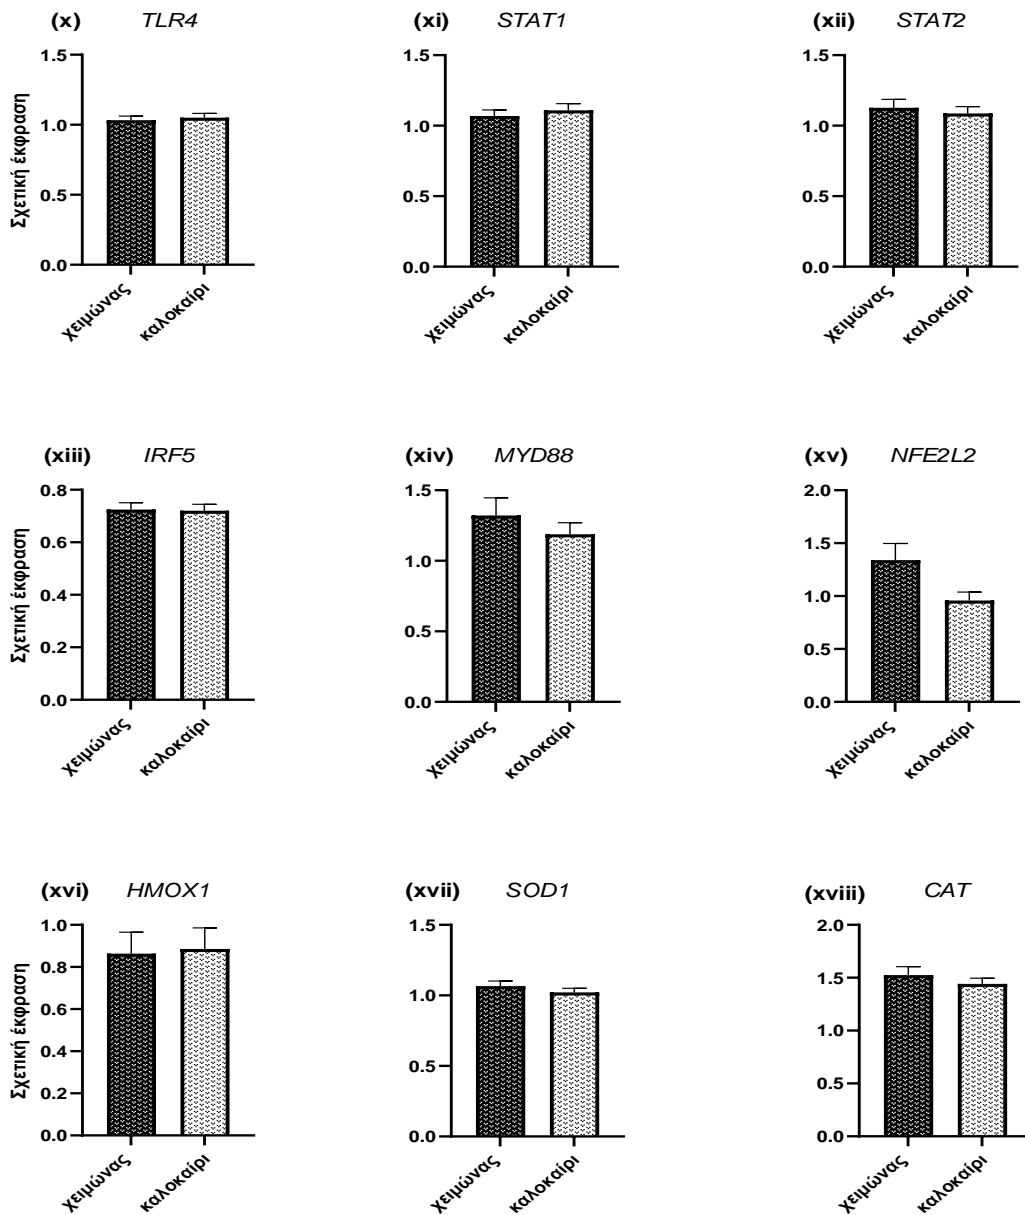 (x) TLR4
(xi) STAT1
(xii) STAT2
Σχετική έκφραση
1.5
1.0
0.5
0.0
χειμώνας
καλοκαίρι
1.5
1.0
0.5
0.0
χειμώνας
καλοκαίρι
1.5
1.0
0.5
0.0
χειμώνας
καλοκαίρι
(xiii) IRF5
(xiv) MYD88
(xv) NFE2L2
Σχετική έκφραση
0.8
0.6
0.4
0.2
0.0
χειμώνας
καλοκαίρι
1.5
1.0
0.5
0.0
χειμώνας
καλοκαίρι
2.0
1.5
1.0
0.5
0.0
χειμώνας
καλοκαίρι
(xvi) HMOX1
(xvii) SOD1
(xviii) CAT
Σχετική έκφραση
1.0
0.8
0.6
0.4
0.2
0.0
χειμώνας
καλοκαίρι
1.5
1.0
0.5
0.0
χειμώνας
καλοκαίρι
2.0
1.5
1.0
0.5
0.0
χειμώνας
καλοκαίρι